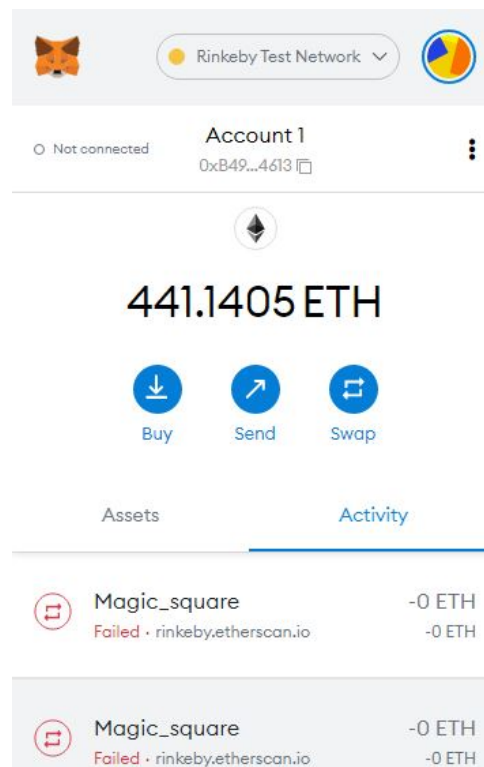 Rinkeby Test Network
Not connected
Account 1
0xB49...4613
441.1405 ETH
Buy Send Swap
Assets Activity
Magic_square -0 ETH
Failed · rinkeby.etherscan.io -0 ETH
Magic_square -0 ETH
Failed · rinkeby.etherscan.io -0 ETH